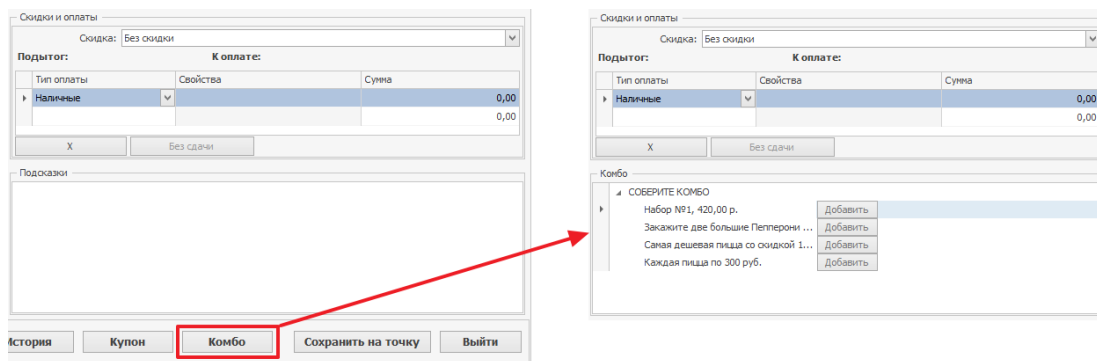 Скидки и оплаты
Скидка: Без скидки
Подытог: К оплате:
Тип оплаты Свойства Сумма
Наличные 0,00
0,00
X Без сдачи
Подсказки
История Купон Комбо Сохранить на точку Выйти
Скидки и оплаты
Скидка: Без скидки
Подытог: К оплате:
Тип оплаты Свойства Сумма
Наличные 0,00
0,00
X Без сдачи
Комбо
СОБЕРИТЕ КОМБО
Набор №1, 420,00 р. Добавить
Закажите две большие Пепперони ... Добавить
Самая дешевая пицца со скидкой 1... Добавить
Каждая пицца по 300 руб. Добавить